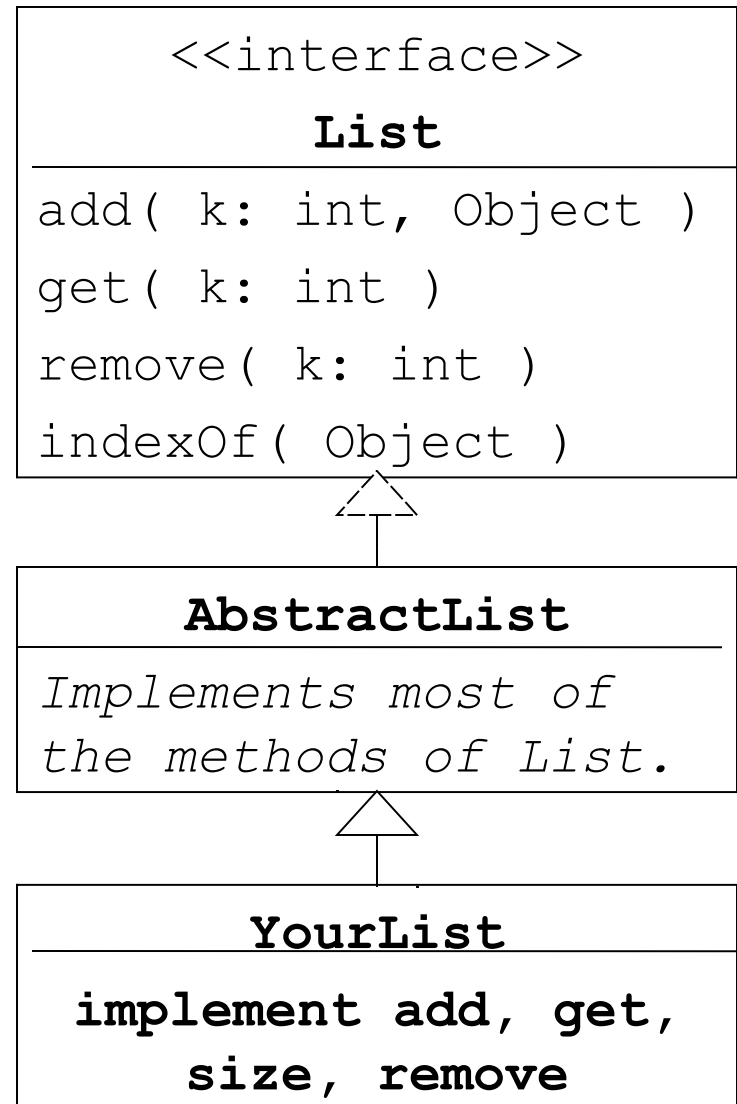 <<interface>>
List
add( k: int, Object )
get( k: int )
remove( k: int )
indexOf( Object )
AbstractList
Implements most of
the methods of List.
YourList
implement add, get,
size, remove